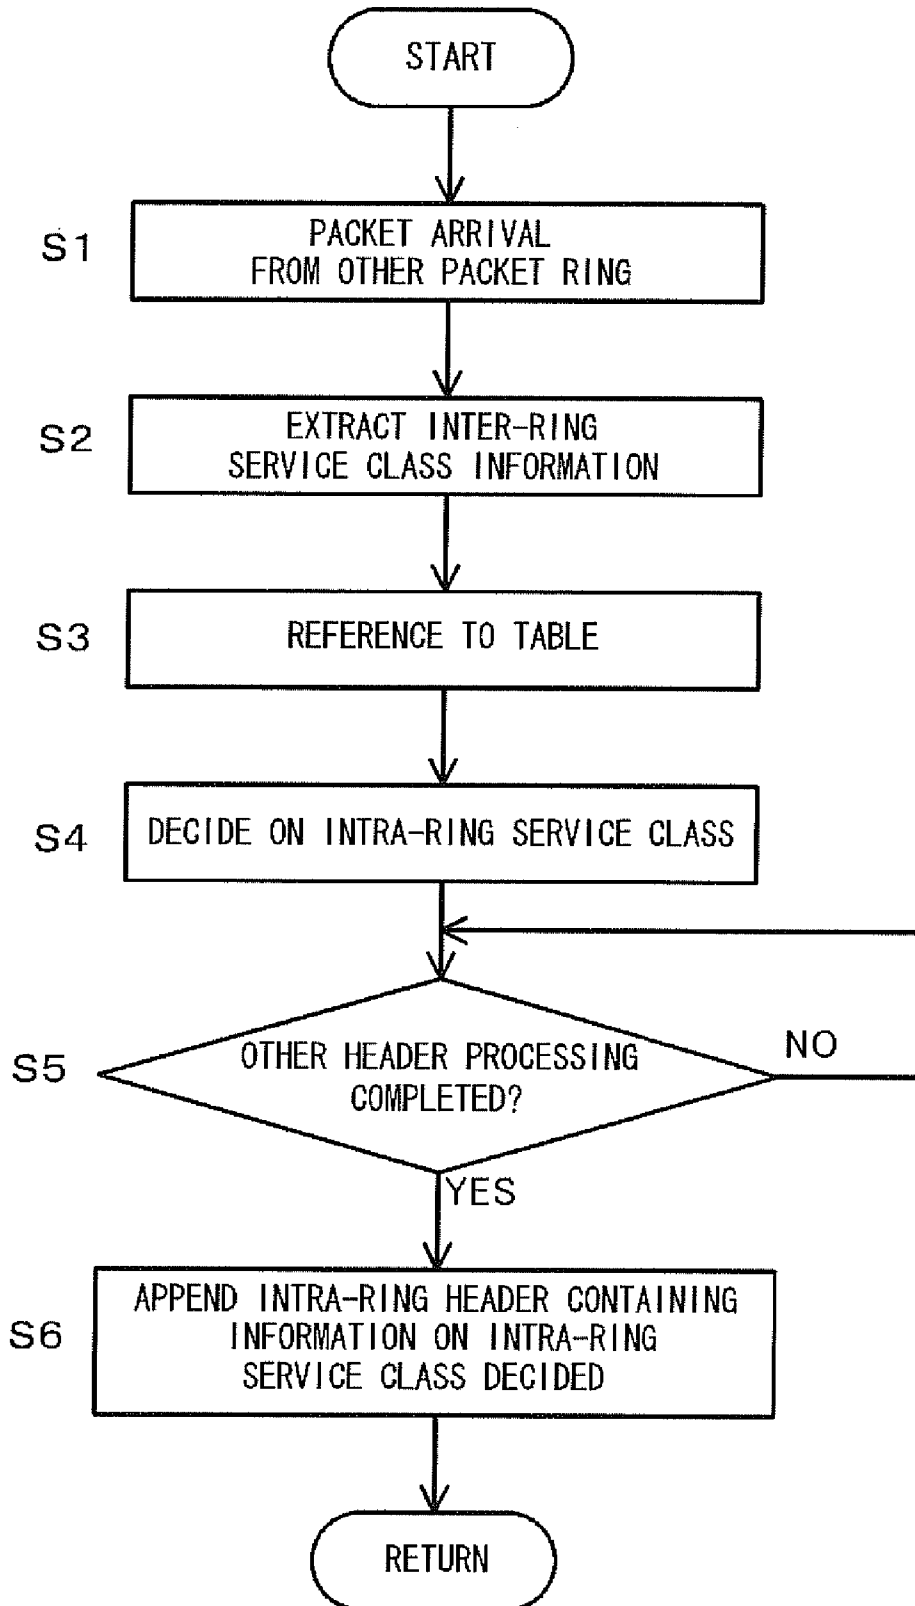 START
S1
PACKET ARRIVAL
FROM OTHER PACKET RING
S2
EXTRACT INTER-RING
SERVICE CLASS INFORMATION
S3
REFERENCE TO TABLE
S4
DECIDE ON INTRA-RING SERVICE CLASS
S5
OTHER HEADER PROCESSING
COMPLETED?
NO
YES
S6
APPEND INTRA-RING HEADER CONTAINING
INFORMATION ON INTRA-RING
SERVICE CLASS DECIDED
RETURN